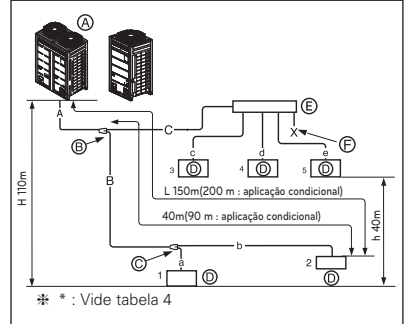 A
A
C
E
B
X
F
c
d
e
3 D
4 D
5 D
H 110m
B
L 150m(200 m : aplicação condicional)
40m(90 m : aplicação condicional)
h 40m
b
C
a
1 D
2
D
* * : Vide tabela 4